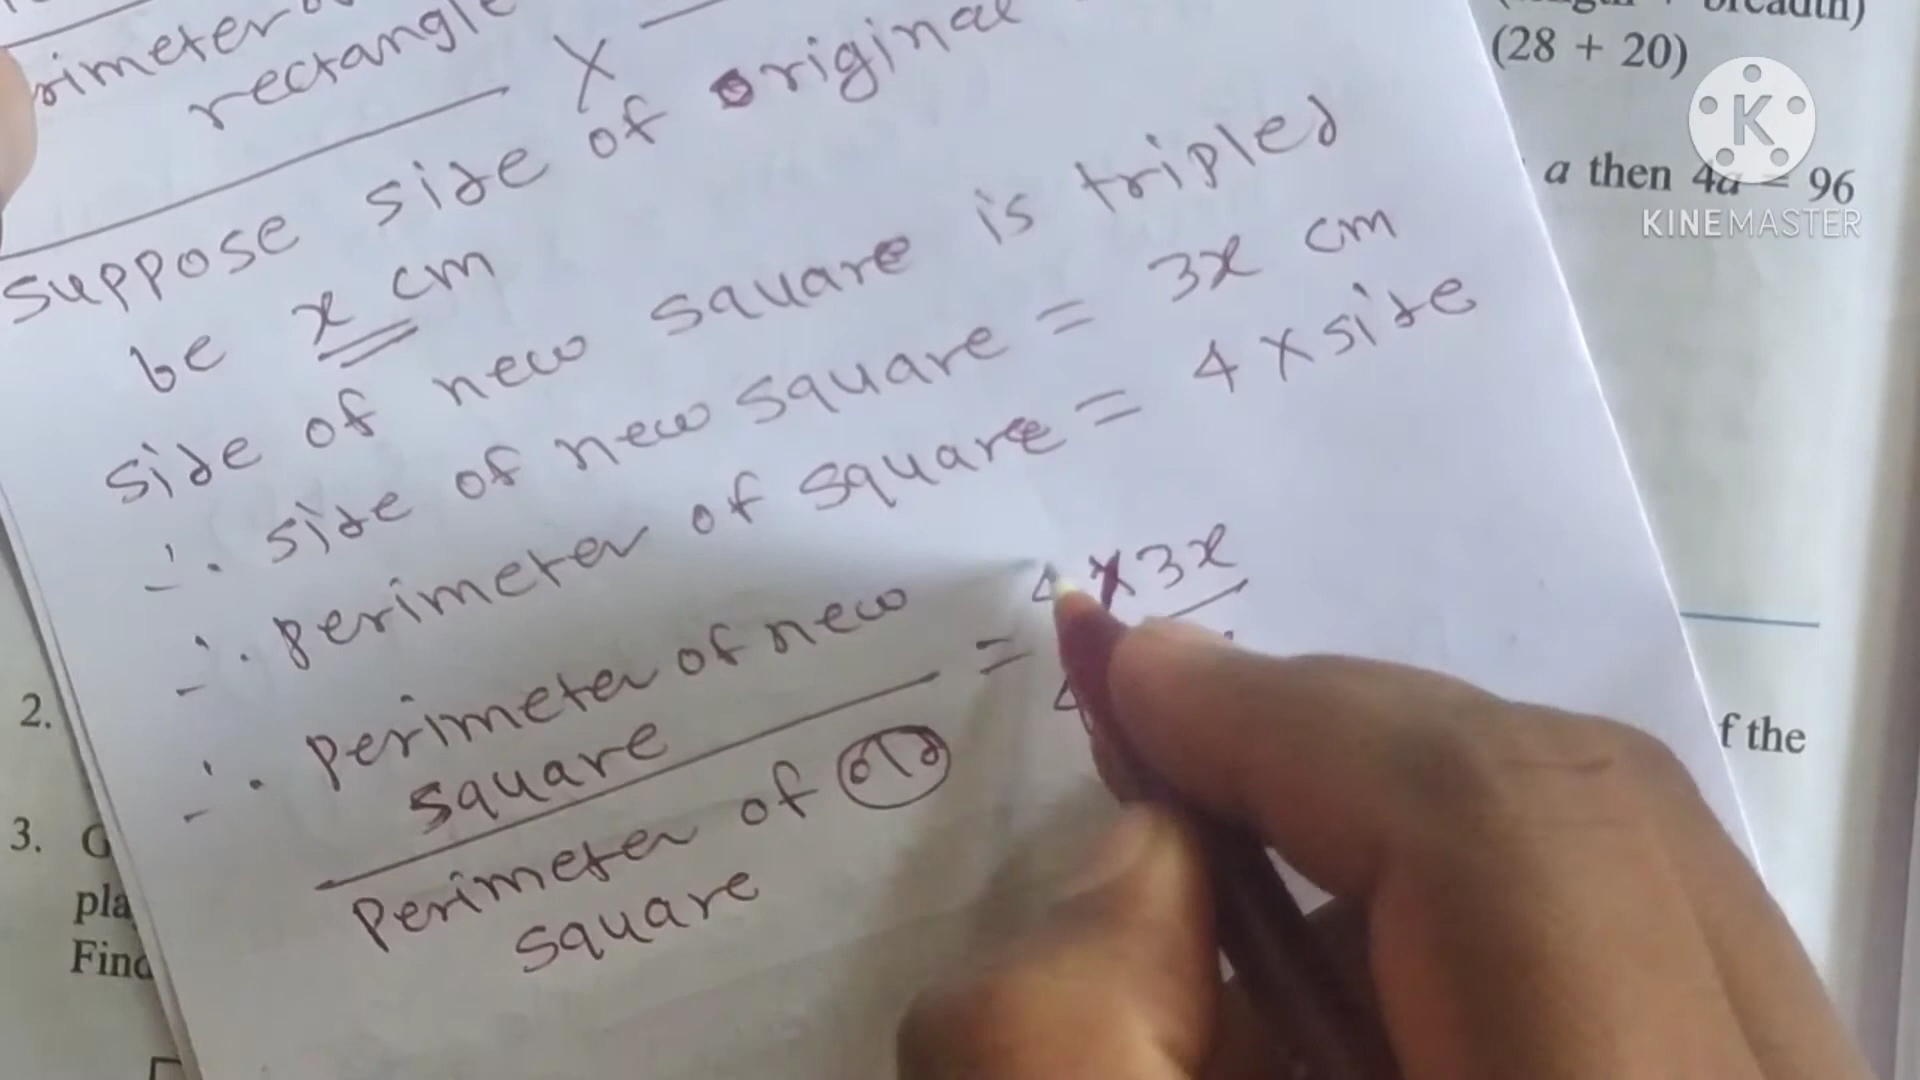 rimeter
rectangle
X
suppose side of original
be x cm
side of new square is tripled
∴ side of new square = 3x cm
∴ perimeter of square = 4 X side
∴ perimeter of new square = 4 X 3x
Perimeter of old square 4
breadth)
(28 + 20)
a then 4a = 96
K
KINEMASTER
2.
f the
3. G
pla
Find